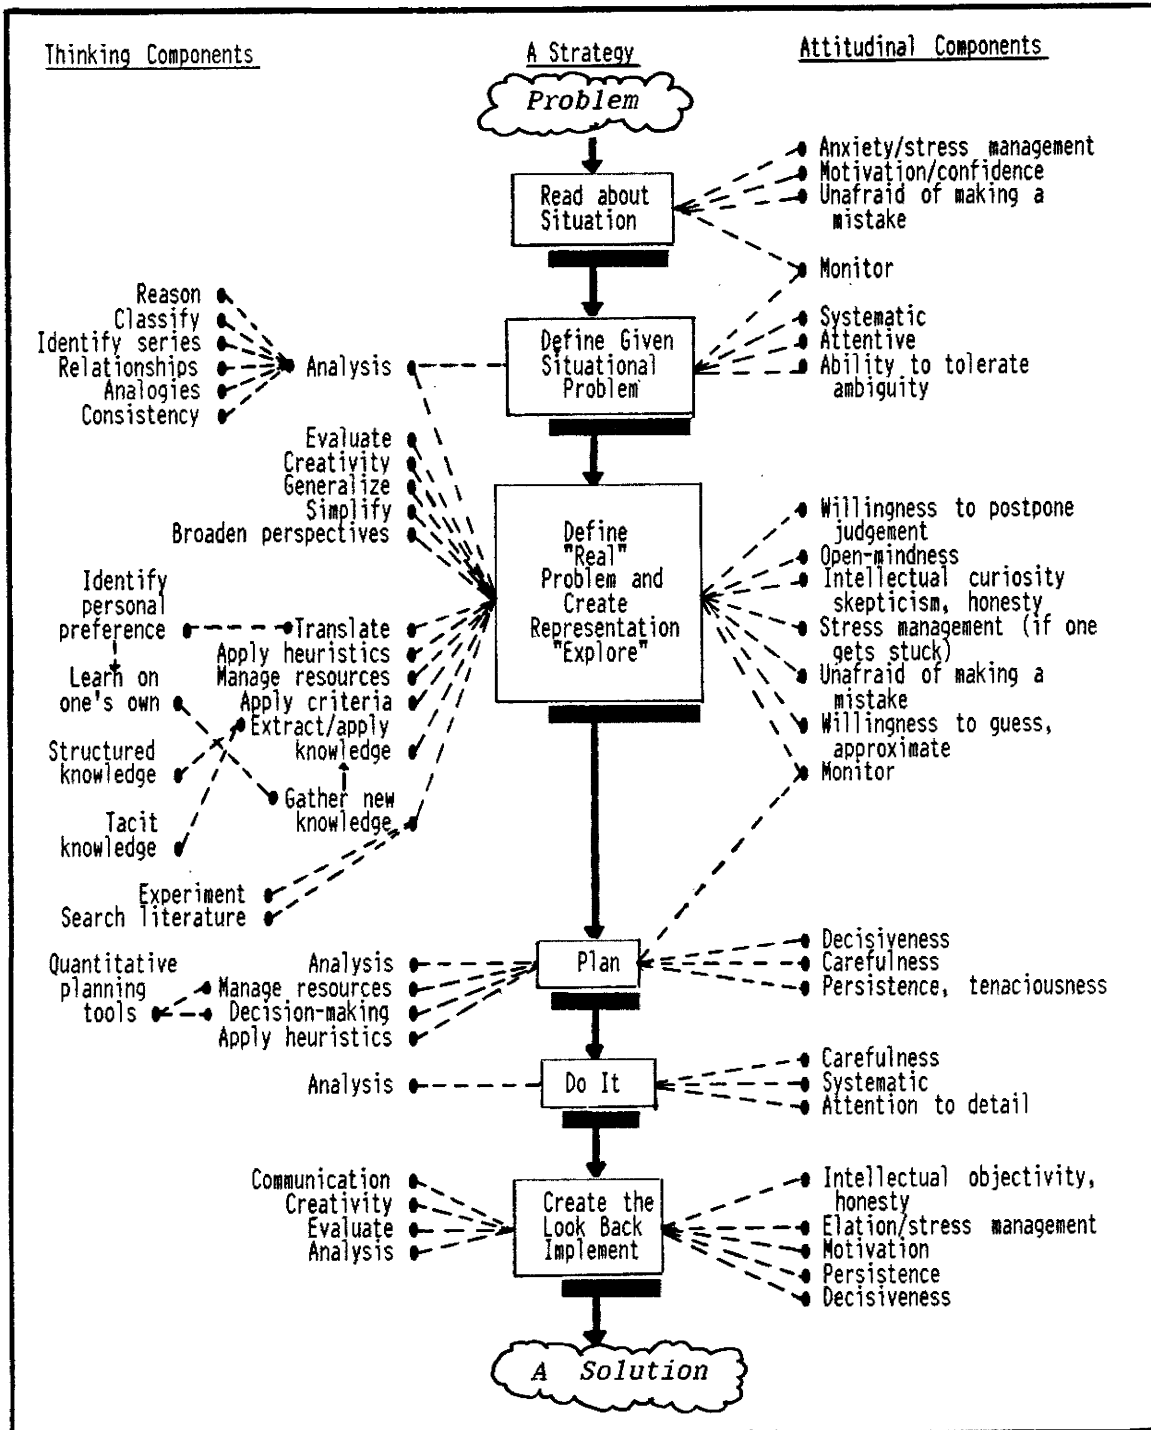 Thinking Components
A Strategy
Attitudinal Components
Problem
Read about
Situation
Anxiety/stress management
Motivation/confidence
Unafraid of making a
mistake
Monitor
Reason
Classify
Identify series
Relationships
Analogies
Consistency
Analysis
Define Given
Situational
Problem
Systematic
Attentive
Ability to tolerate
ambiguity
Evaluate
Creativity
Generalize
Simplify
Broaden perspectives
Identify
personal
preference
Translate
Apply heuristics
Manage resources
Apply criteria
Extract/apply
knowledge
Learn on
one's own
Structured
knowledge
Tacit
knowledge
Gather new
knowledge
Experiment
Search literature
Define
"Real"
Problem and
Create
Representation
"Explore"
Willingness to postpone
judgement
Open-mindness
Intellectual curiosity
skepticism, honesty
Stress management (if one
gets stuck)
Unafraid of making a
mistake
Willingness to guess,
approximate
Monitor
Quantitative
planning
tools
Analysis
Manage resources
Decision-making
Apply heuristics
Plan
Decisiveness
Carefulness
Persistence, tenaciousness
Analysis
Do It
Carefulness
Systematic
Attention to detail
Communication
Creativity
Evaluate
Analysis
Create the
Look Back
Implement
Intellectual objectivity,
honesty
Elation/stress management
Motivation
Persistence
Decisiveness
A Solution